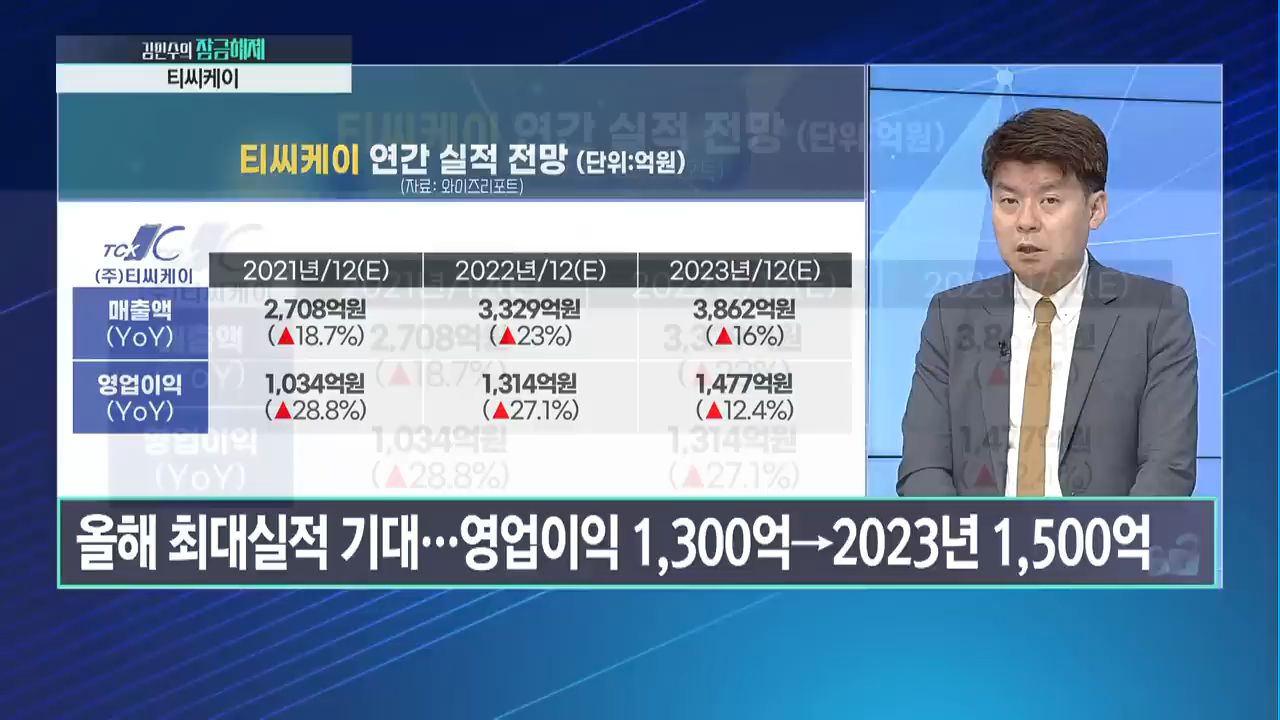 김민수의 잠금해제
티씨케이
티씨케이 연간 실적 전망 (단위:억원)
(자료: 와이즈리포트)
TCK
(주)티씨케이
2021년/12(E) 2022년/12(E) 2023년/12(E)
매출액 2,708억원 3,329억원 3,862억원
(YoY) (▲18.7%) (▲23%) (▲16%)
영업이익 1,034억원 1,314억원 1,477억원
(YoY) (▲28.8%) (▲27.1%) (▲12.4%)
올해 최대실적 기대…영업이익 1,300억→2023년 1,500억